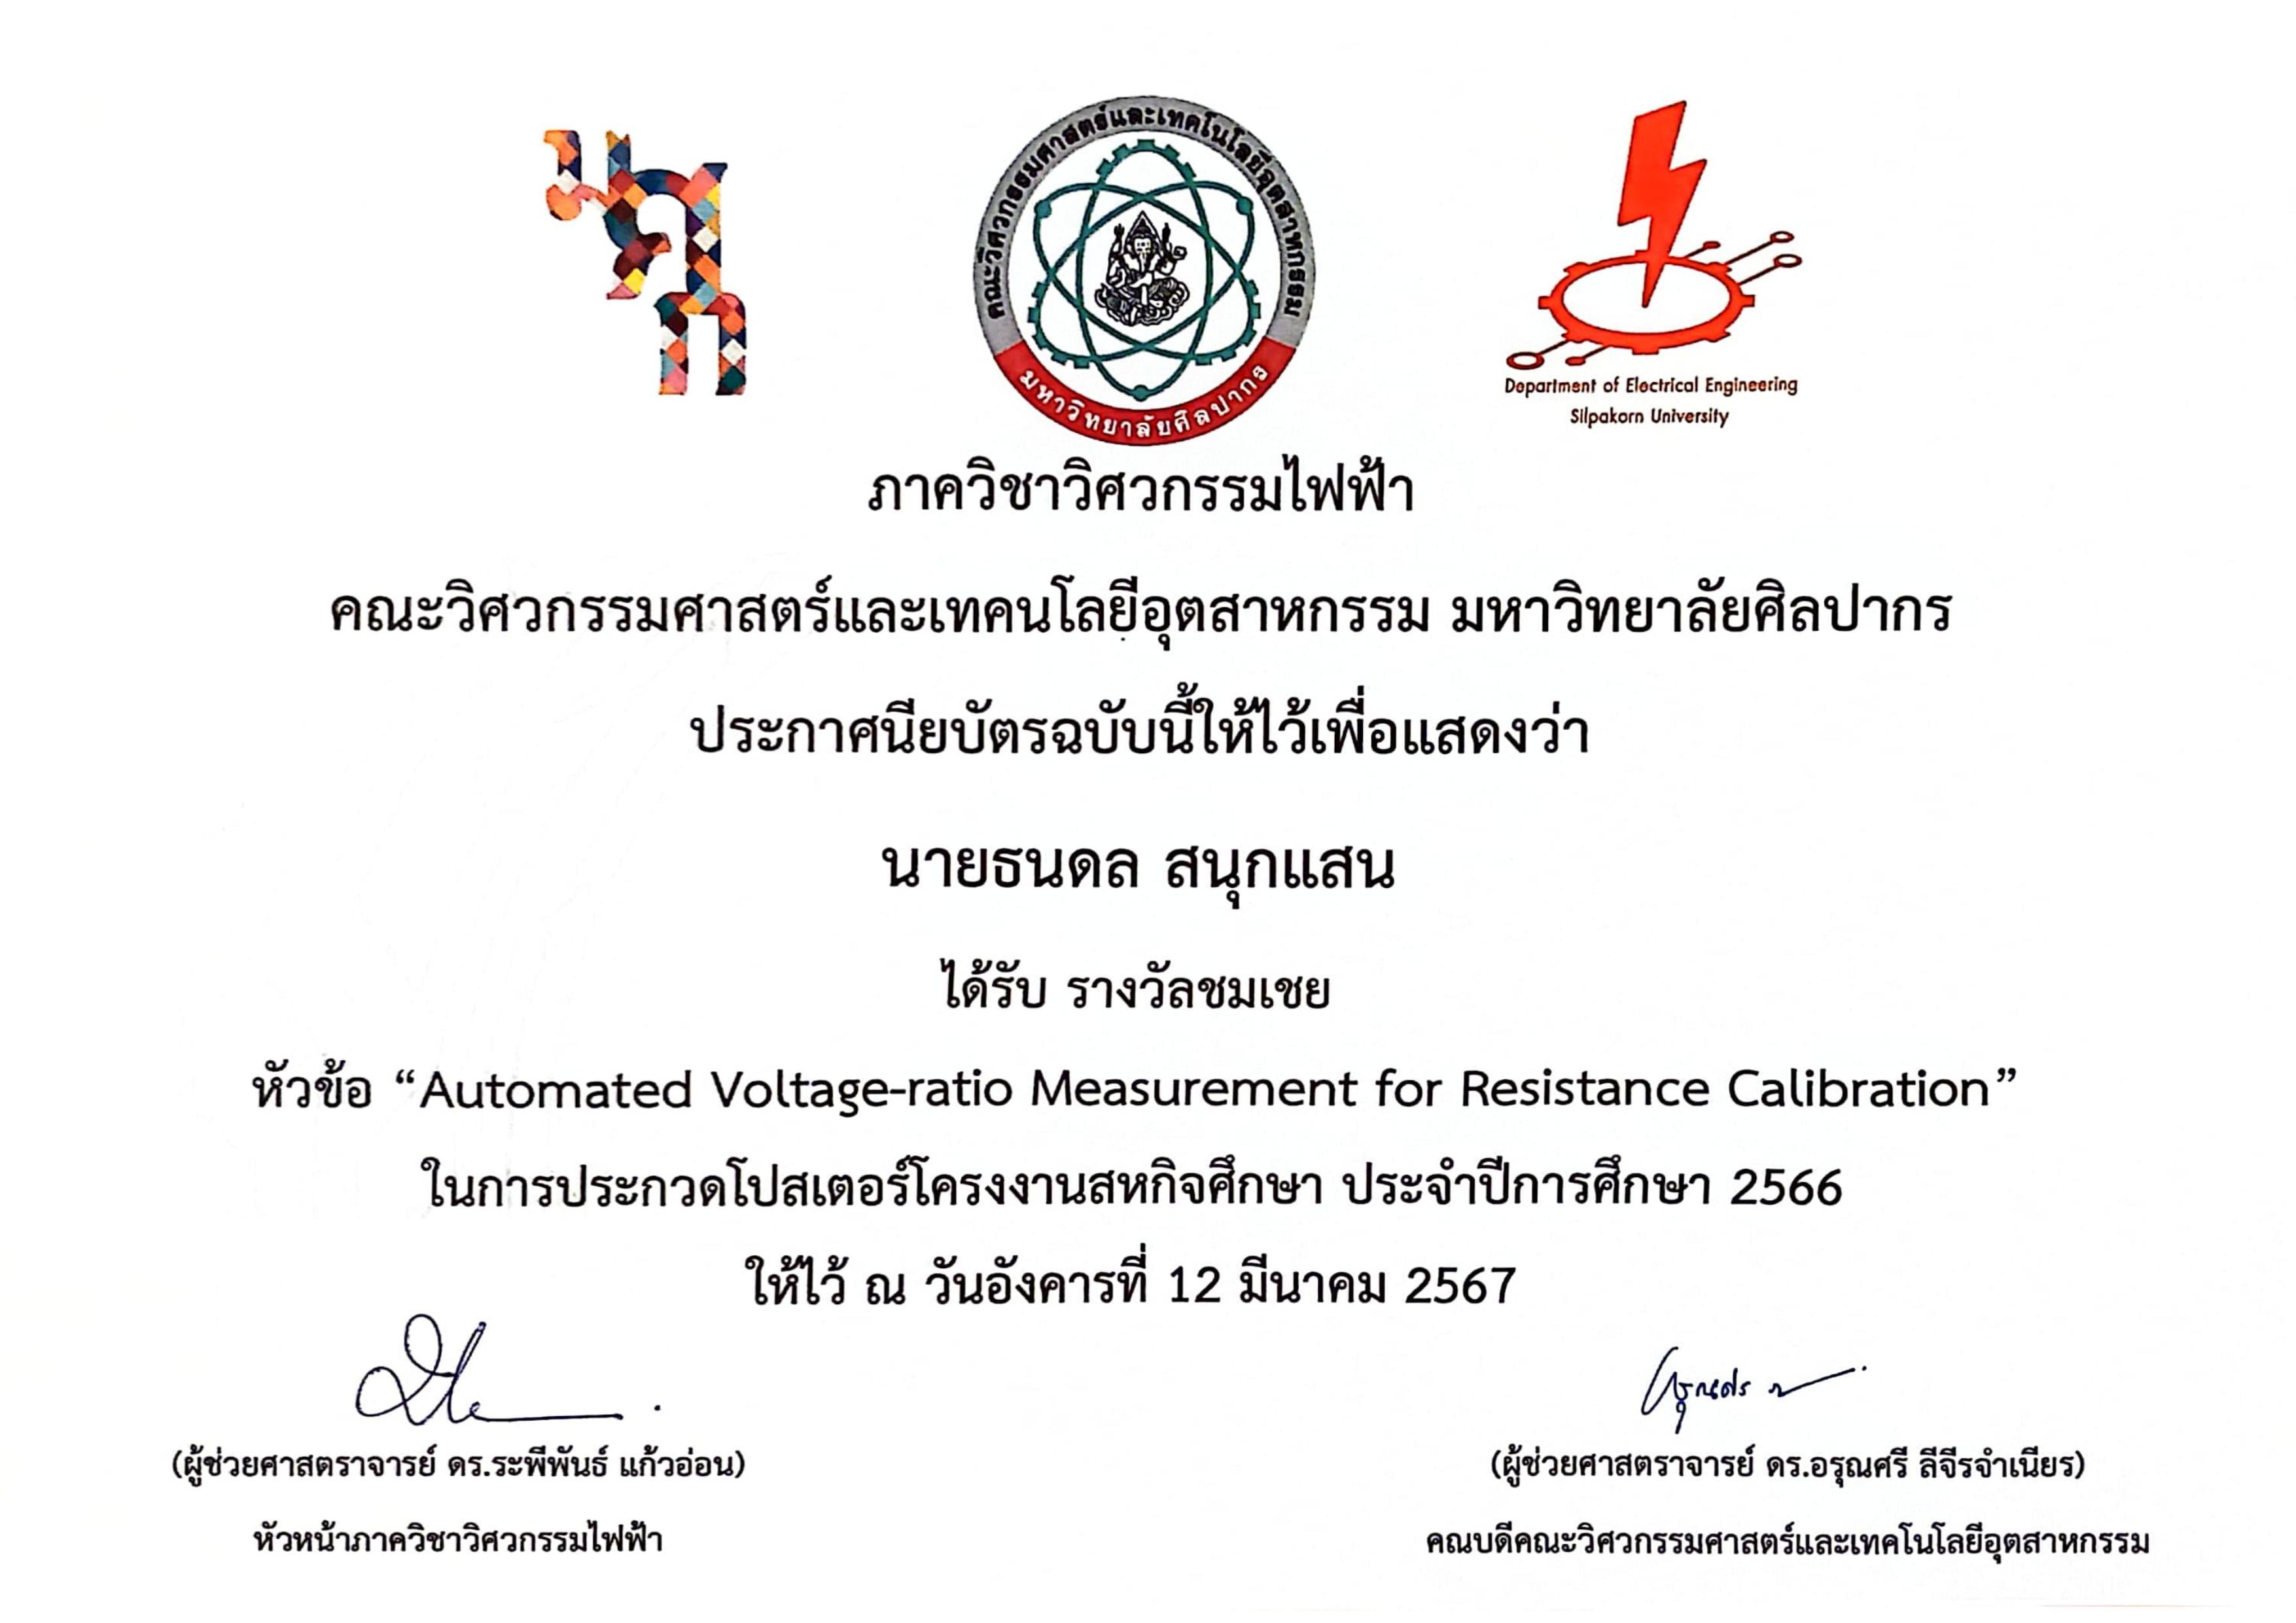 มศก
คณะวิศวกรรมศาสตร์และเทคโนโลยีอุตสาหกรรม
มหาวิทยาลัยศิลปากร
Department of Electrical Engineering
Silpakorn University
ภาควิชาวิศวกรรมไฟฟ้า
คณะวิศวกรรมศาสตร์และเทคนโลยีอุตสาหกรรม มหาวิทยาลัยศิลปากร
ประกาศนียบัตรฉบับนี้ให้ไว้เพื่อแสดงว่า
นายธนดล สนุกแสน
ได้รับ รางวัลชมเชย
หัวข้อ “Automated Voltage-ratio Measurement for Resistance Calibration”
ในการประกวดโปสเตอร์โครงงานสหกิจศึกษา ประจำปีการศึกษา 2566
ให้ไว้ ณ วันอังคารที่ 12 มีนาคม 2567
(ผู้ช่วยศาสตราจารย์ ดร.ระพีพันธ์ แก้วอ่อน)
หัวหน้าภาควิชาวิศวกรรมไฟฟ้า
(ผู้ช่วยศาสตราจารย์ ดร.อรุณศรี ลีจีรจำเนียร)
คณบดีคณะวิศวกรรมศาสตร์และเทคโนโลยีอุตสาหกรรม